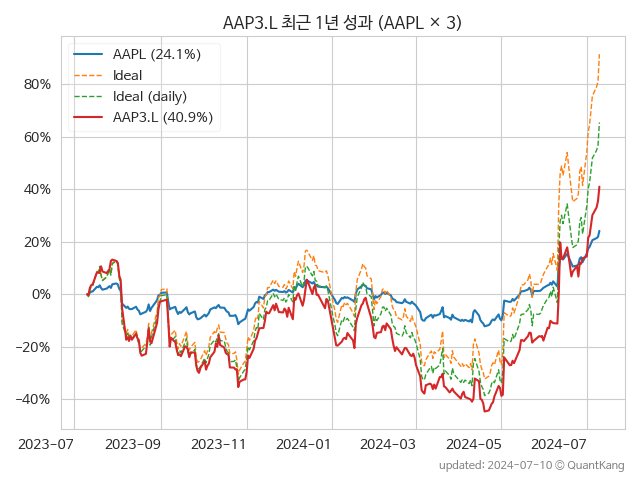 AAP3.L 최근 1년 성과 (AAPL × 3)
AAPL (24.1%)
Ideal
Ideal (daily)
AAP3.L (40.9%)
80%
60%
40%
20%
0%
−20%
−40%
2023−07
2023−09
2023−11
2024−01
2024−03
2024−05
2024−07
updated: 2024-07-10 ⓒ QuantKang